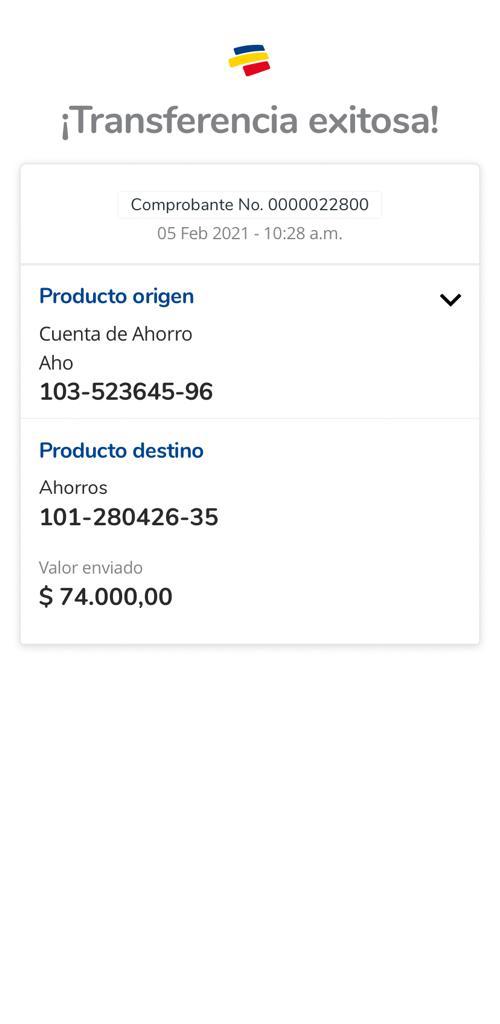 ¡Transferencia exitosa!
Comprobante No. 0000022800
05 Feb 2021 - 10:28 a.m.
Producto origen
Cuenta de Ahorro
Aho
103-523645-96
Producto destino
Ahorros
101-280426-35
Valor enviado
$ 74.000,00